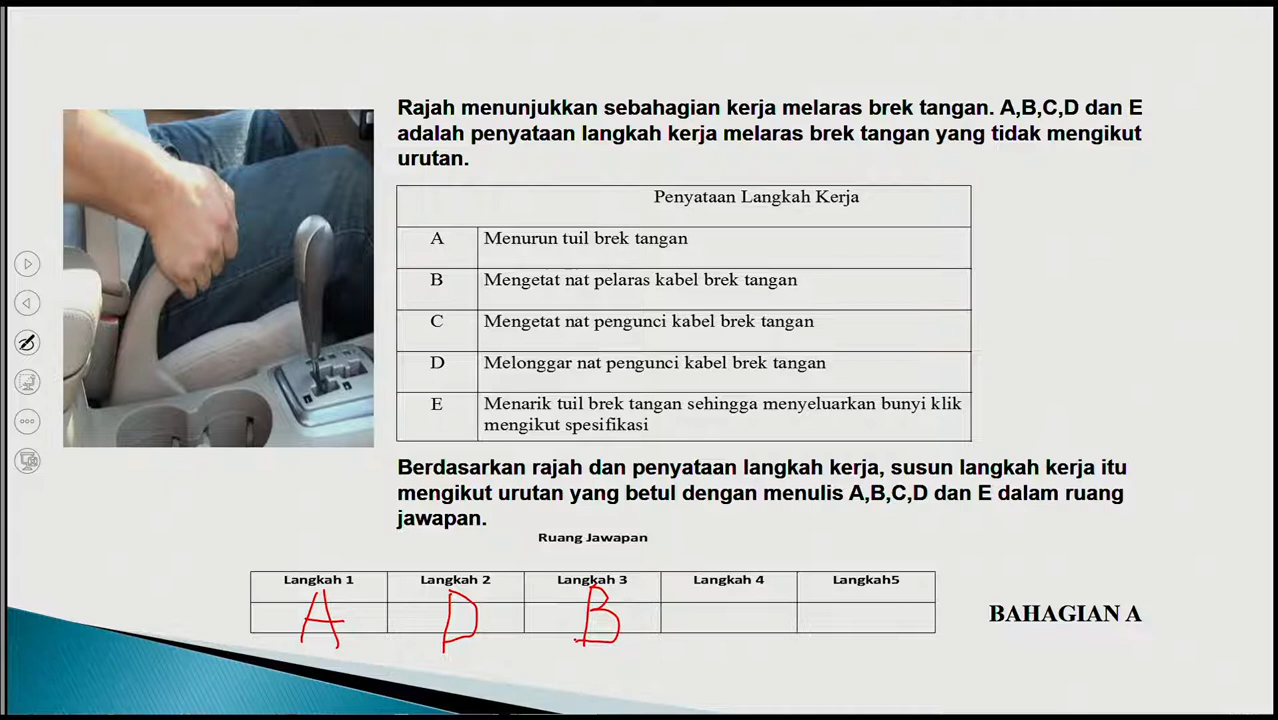 Rajah menunjukkan sebahagian kerja melaras brek tangan. A,B,C,D dan E
adalah penyataan langkah kerja melaras brek tangan yang tidak mengikut
urutan.
Penyataan Langkah Kerja
A Menurun tuil brek tangan
B Mengetat nat pelaras kabel brek tangan
C Mengetat nat pengunci kabel brek tangan
D Melonggar nat pengunci kabel brek tangan
E Menarik tuil brek tangan sehingga menyeluarkan bunyi klik
mengikut spesifikasi
Berdasarkan rajah dan penyataan langkah kerja, susun langkah kerja itu
mengikut urutan yang betul dengan menulis A,B,C,D dan E dalam ruang
jawapan.
Ruang Jawapan
Langkah 1 Langkah 2 Langkah 3 Langkah 4 Langkah5
A D B
BAHAGIAN A